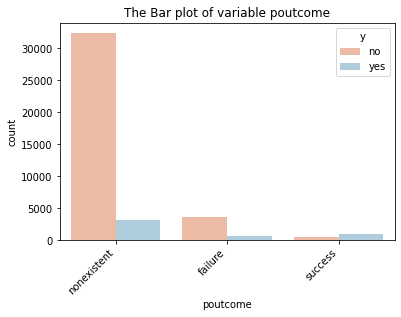 The Bar plot of variable poutcome
y
no
yes
count
30000
25000
20000
15000
10000
5000
0
nonexistent
failure
success
poutcome